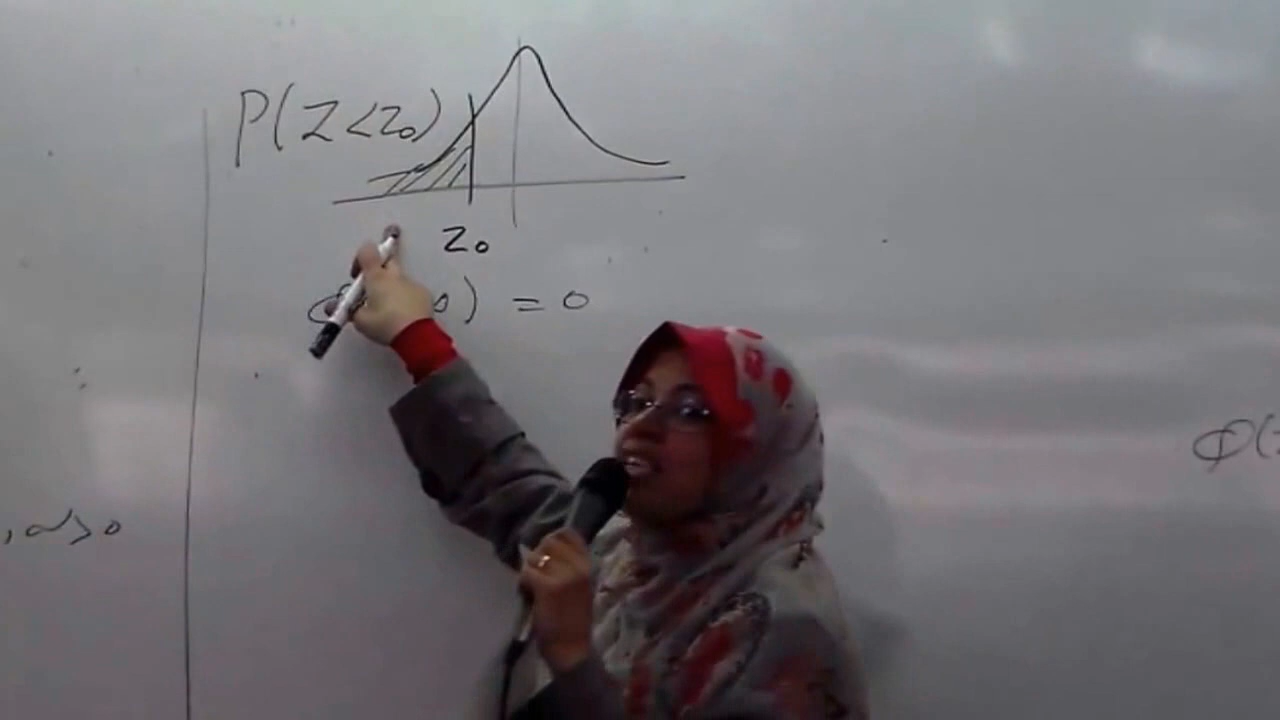 P(Z<Z₀)
Z₀
) = 0
, α>0
Φ(